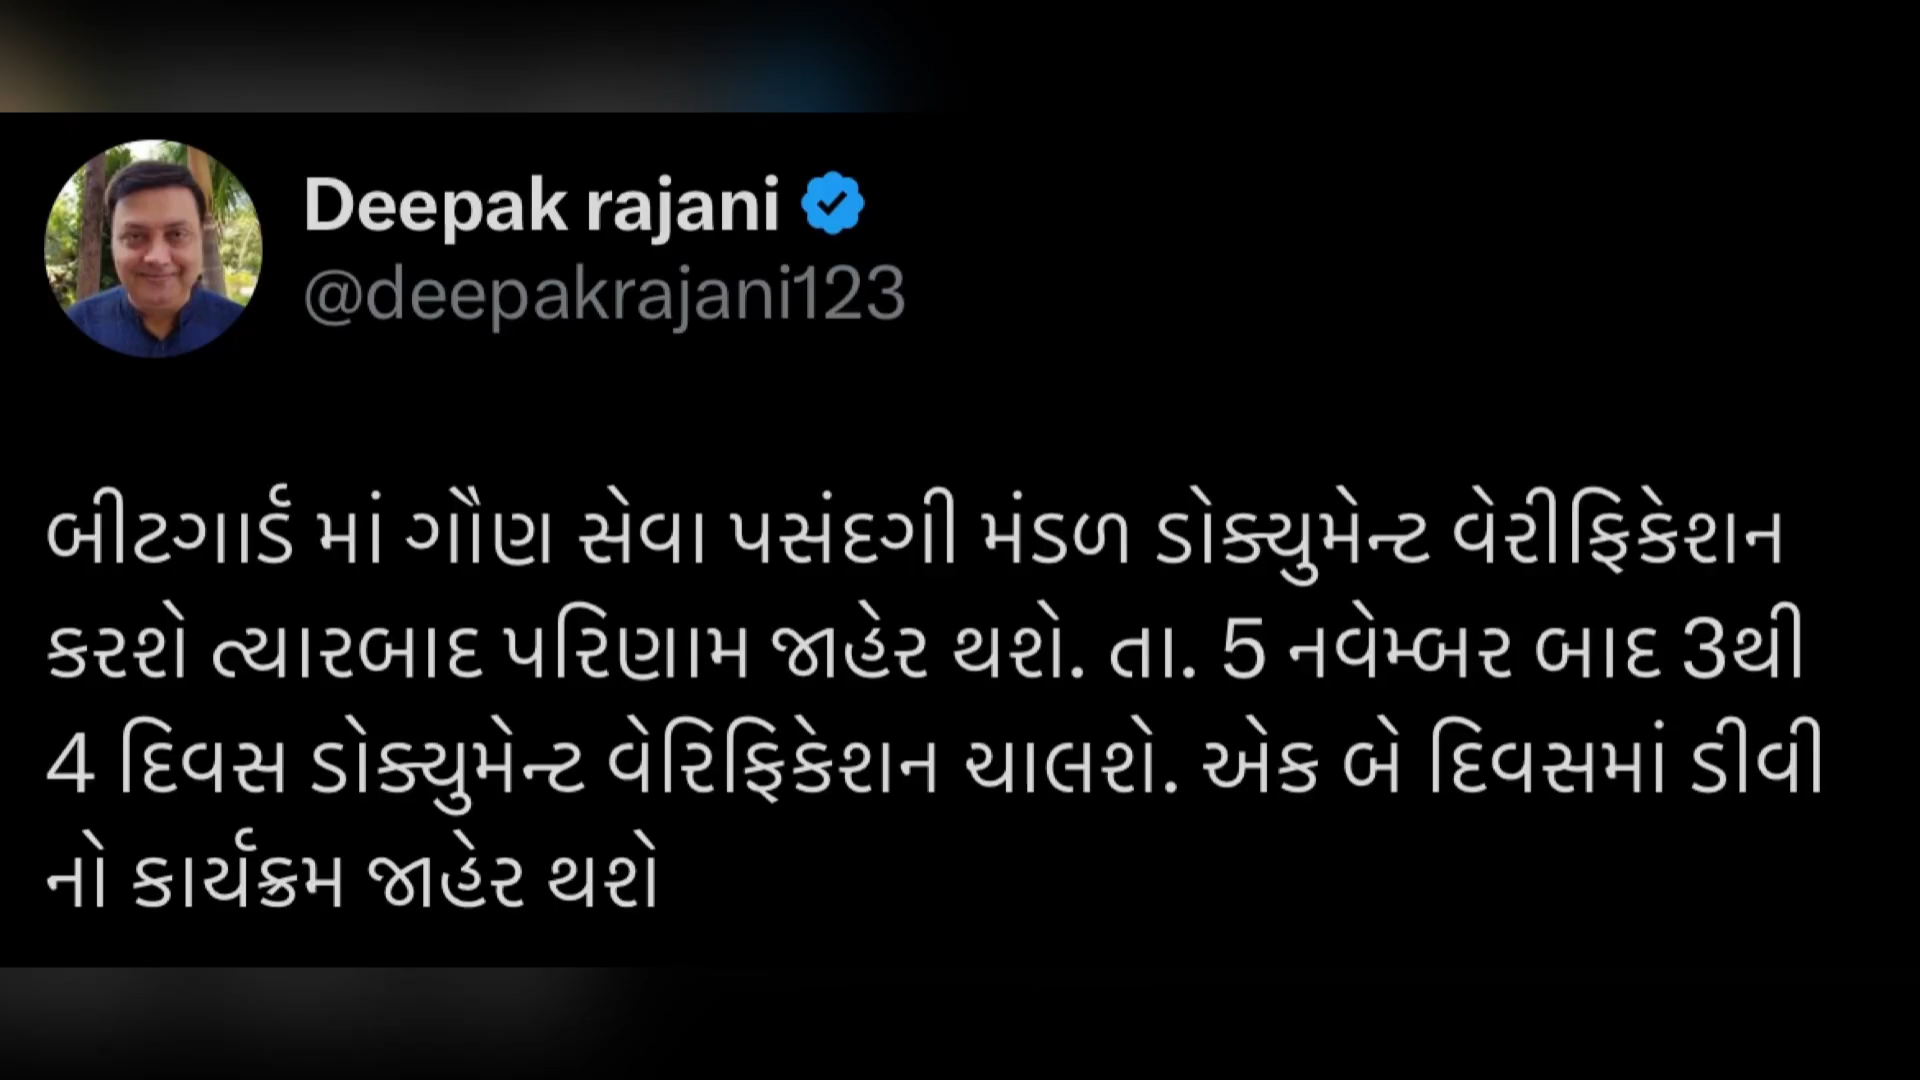 Deepak rajani
@deepakrajani123
બીટગાર્ડ માં ગૌણ સેવા પસંદગી મંડળ ડોક્યુમેન્ટ વેરીફિકેશન
કરશે ત્યારબાદ પરિણામ જાહેર થશે. તા. 5 નવેમ્બર બાદ 3થી
4 દિવસ ડોક્યુમેન્ટ વેરિફિકેશન ચાલશે. એક બે દિવસમાં ડીવી
નો કાર્યક્રમ જાહેર થશે